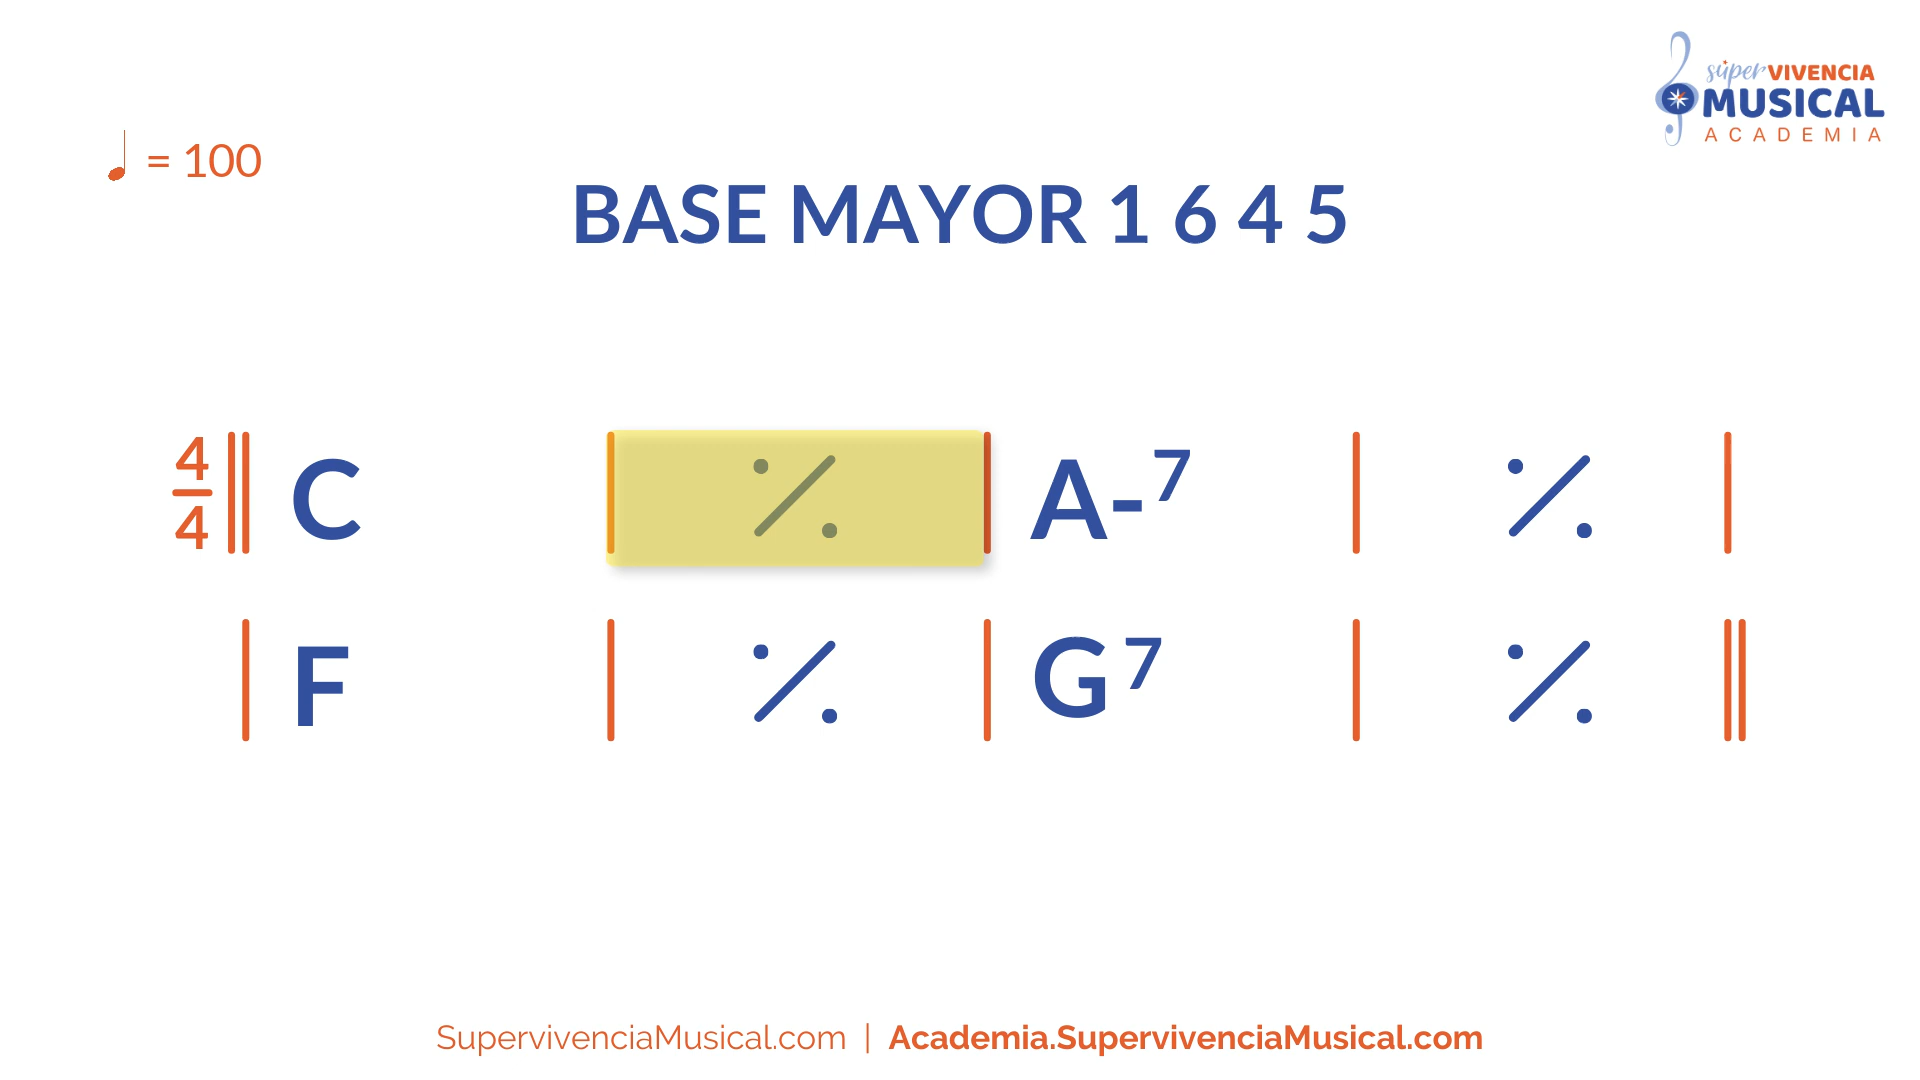 súper VIVENCIA
MUSICAL
ACADEMIA
= 100
BASE MAYOR 1 6 4 5
4/4 C % A-7 %
F % G7 %
SupervivenciaMusical.com | Academia.SupervivenciaMusical.com